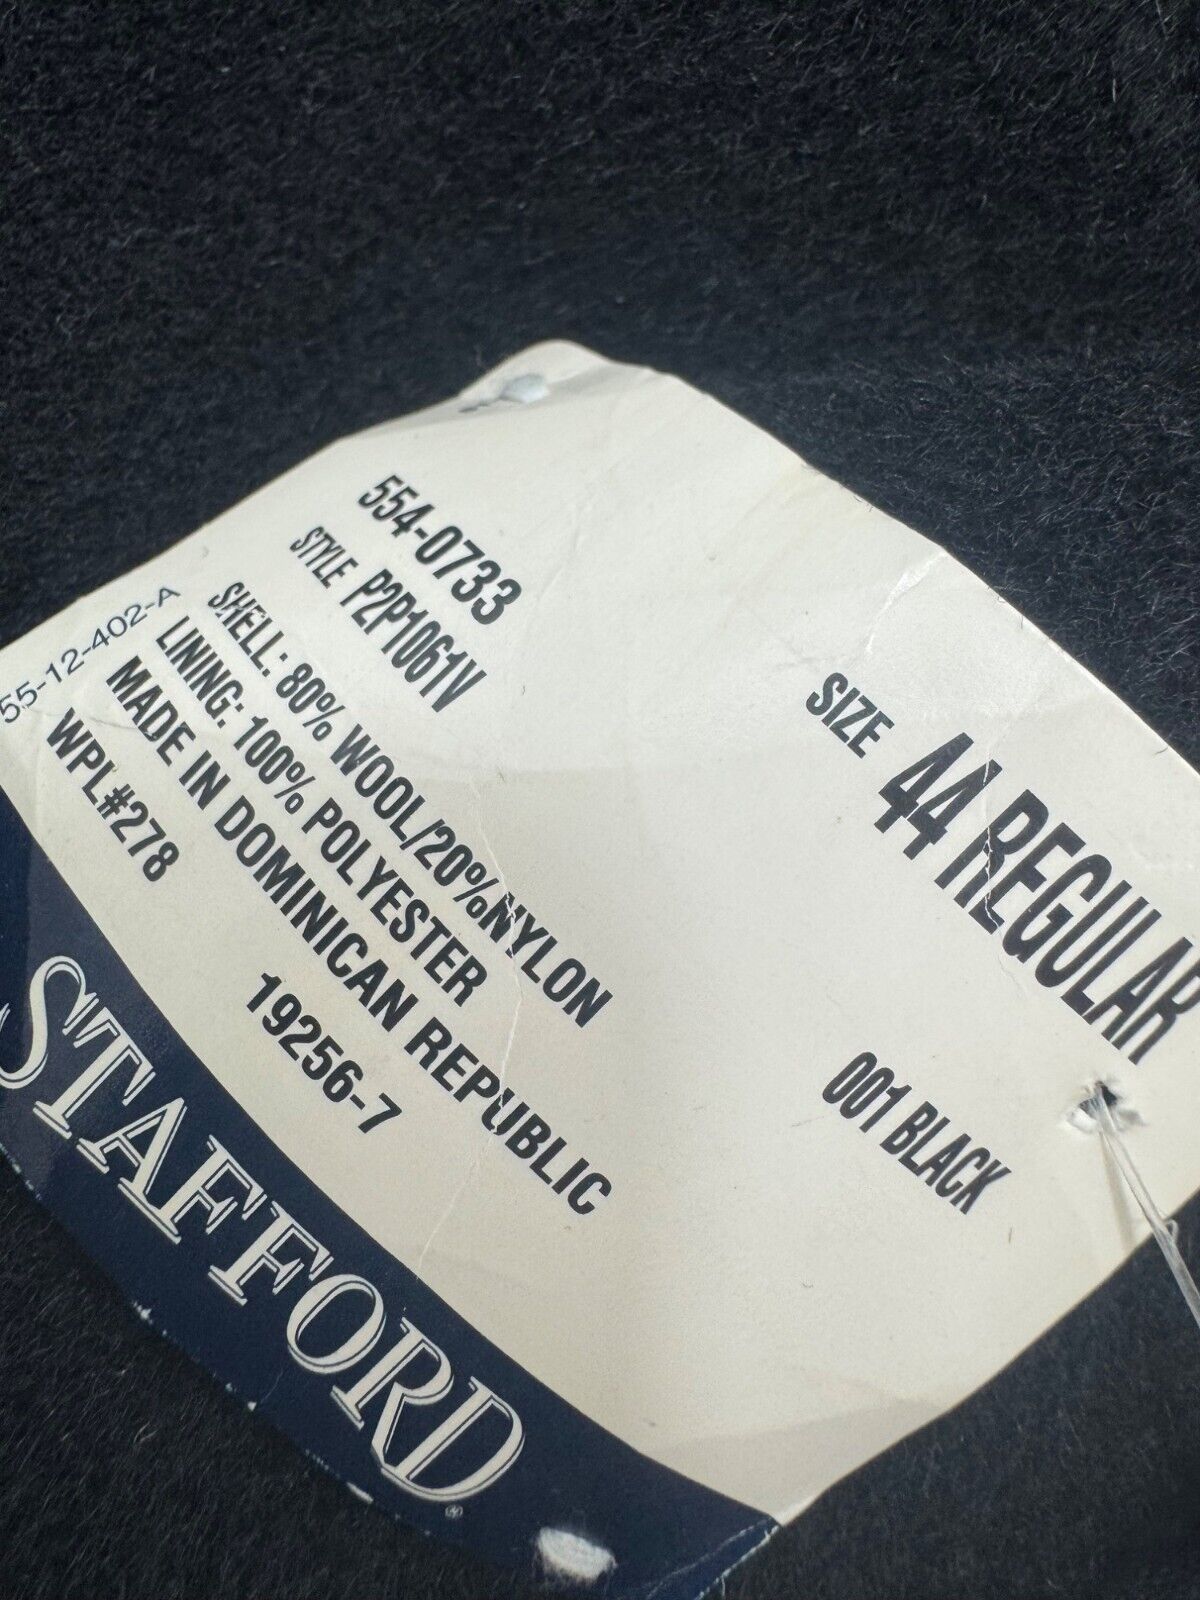 554-0733
STYLE P2P1061V
SHELL: 80% WOOL/20%NYLON
LINING: 100% POLYESTER
MADE IN DOMINICAN REPUBLIC
WPL#278
19256-7
55-12-402-A
SIZE 44 REGULAR
001 BLACK
STAFFORD®